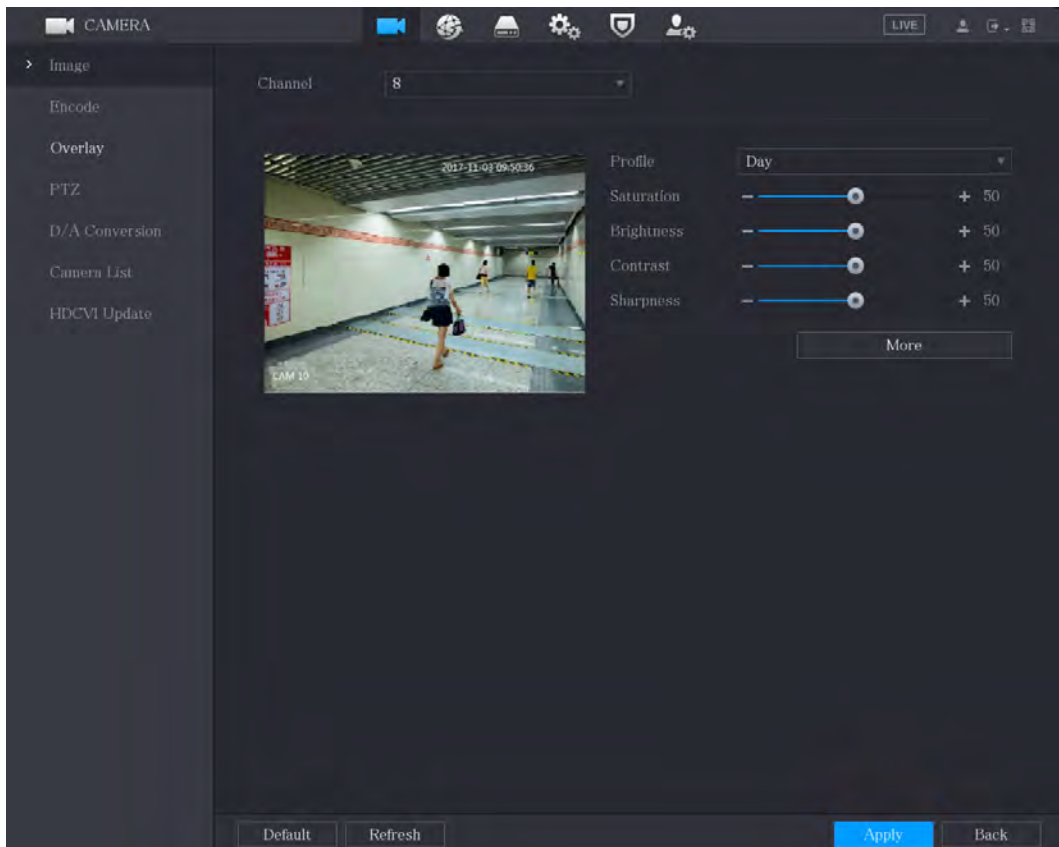 CAMERA
LIVE
Image
Encode
Overlay
PTZ
D/A Conversion
Camera List
HDCVI Update
Channel 8
2017-11-03 09:50:36
CAM 10
Profile Day
Saturation 50
Brightness 50
Contrast 50
Sharpness 50
More
Default Refresh Apply Back